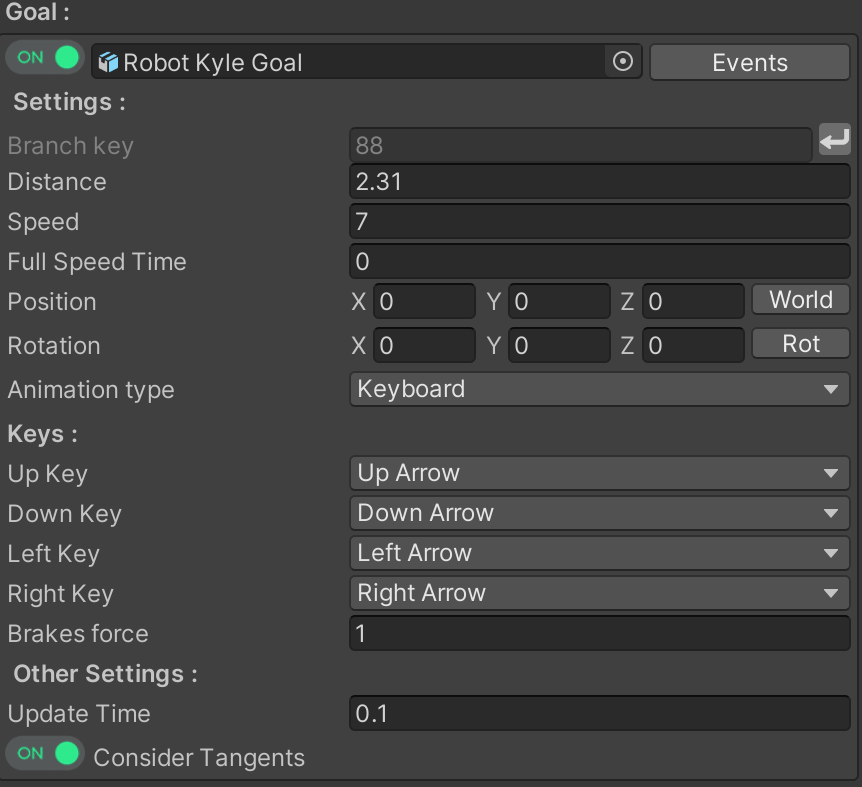 Goal :
ON Robot Kyle Goal Events
Settings :
Branch key 88
Distance 2.31
Speed 7
Full Speed Time 0
Position X 0 Y 0 Z 0 World
Rotation X 0 Y 0 Z 0 Rot
Animation type Keyboard
Keys :
Up Key Up Arrow
Down Key Down Arrow
Left Key Left Arrow
Right Key Right Arrow
Brakes force 1
Other Settings :
Update Time 0.1
ON Consider Tangents